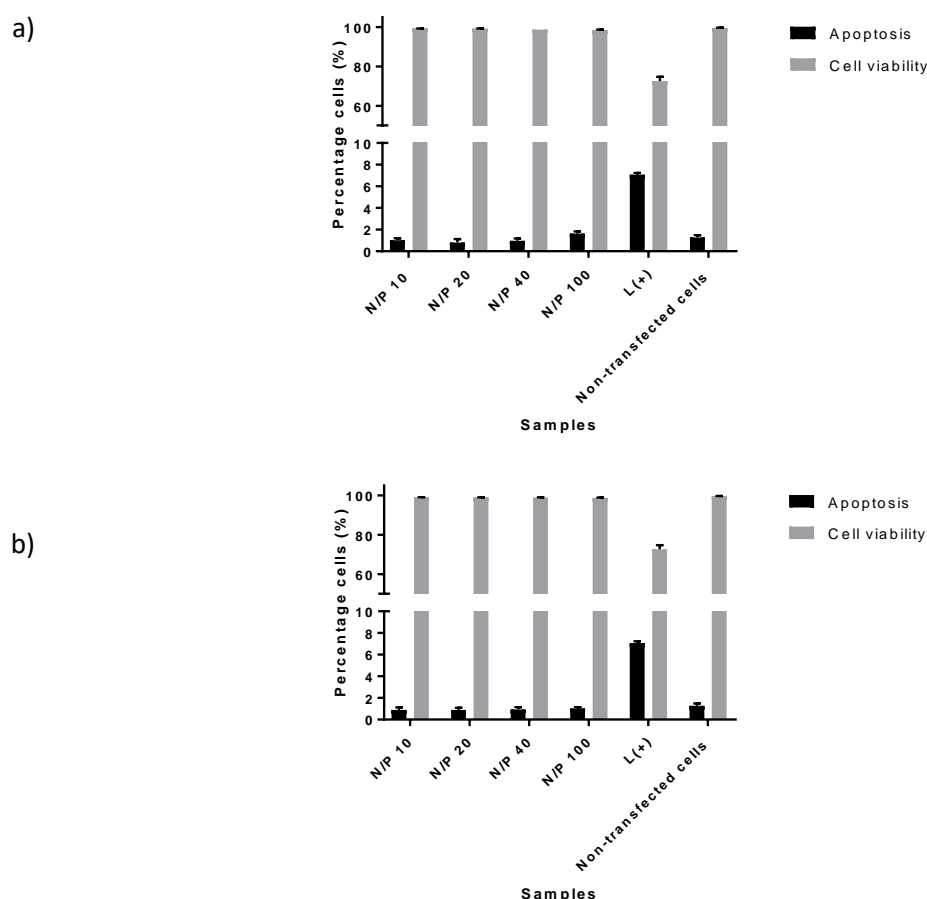 a)
Percentage cells (%)
100
80
60
10
8
6
4
2
0
N/P 10
N/P 20
N/P 40
N/P 100
L(+)
Non-transfected cells
Samples
Apoptosis
Cell viability
b)
Percentage cells (%)
100
80
60
10
8
6
4
2
0
N/P 10
N/P 20
N/P 40
N/P 100
L(+)
Non-transfected cells
Samples
Apoptosis
Cell viability